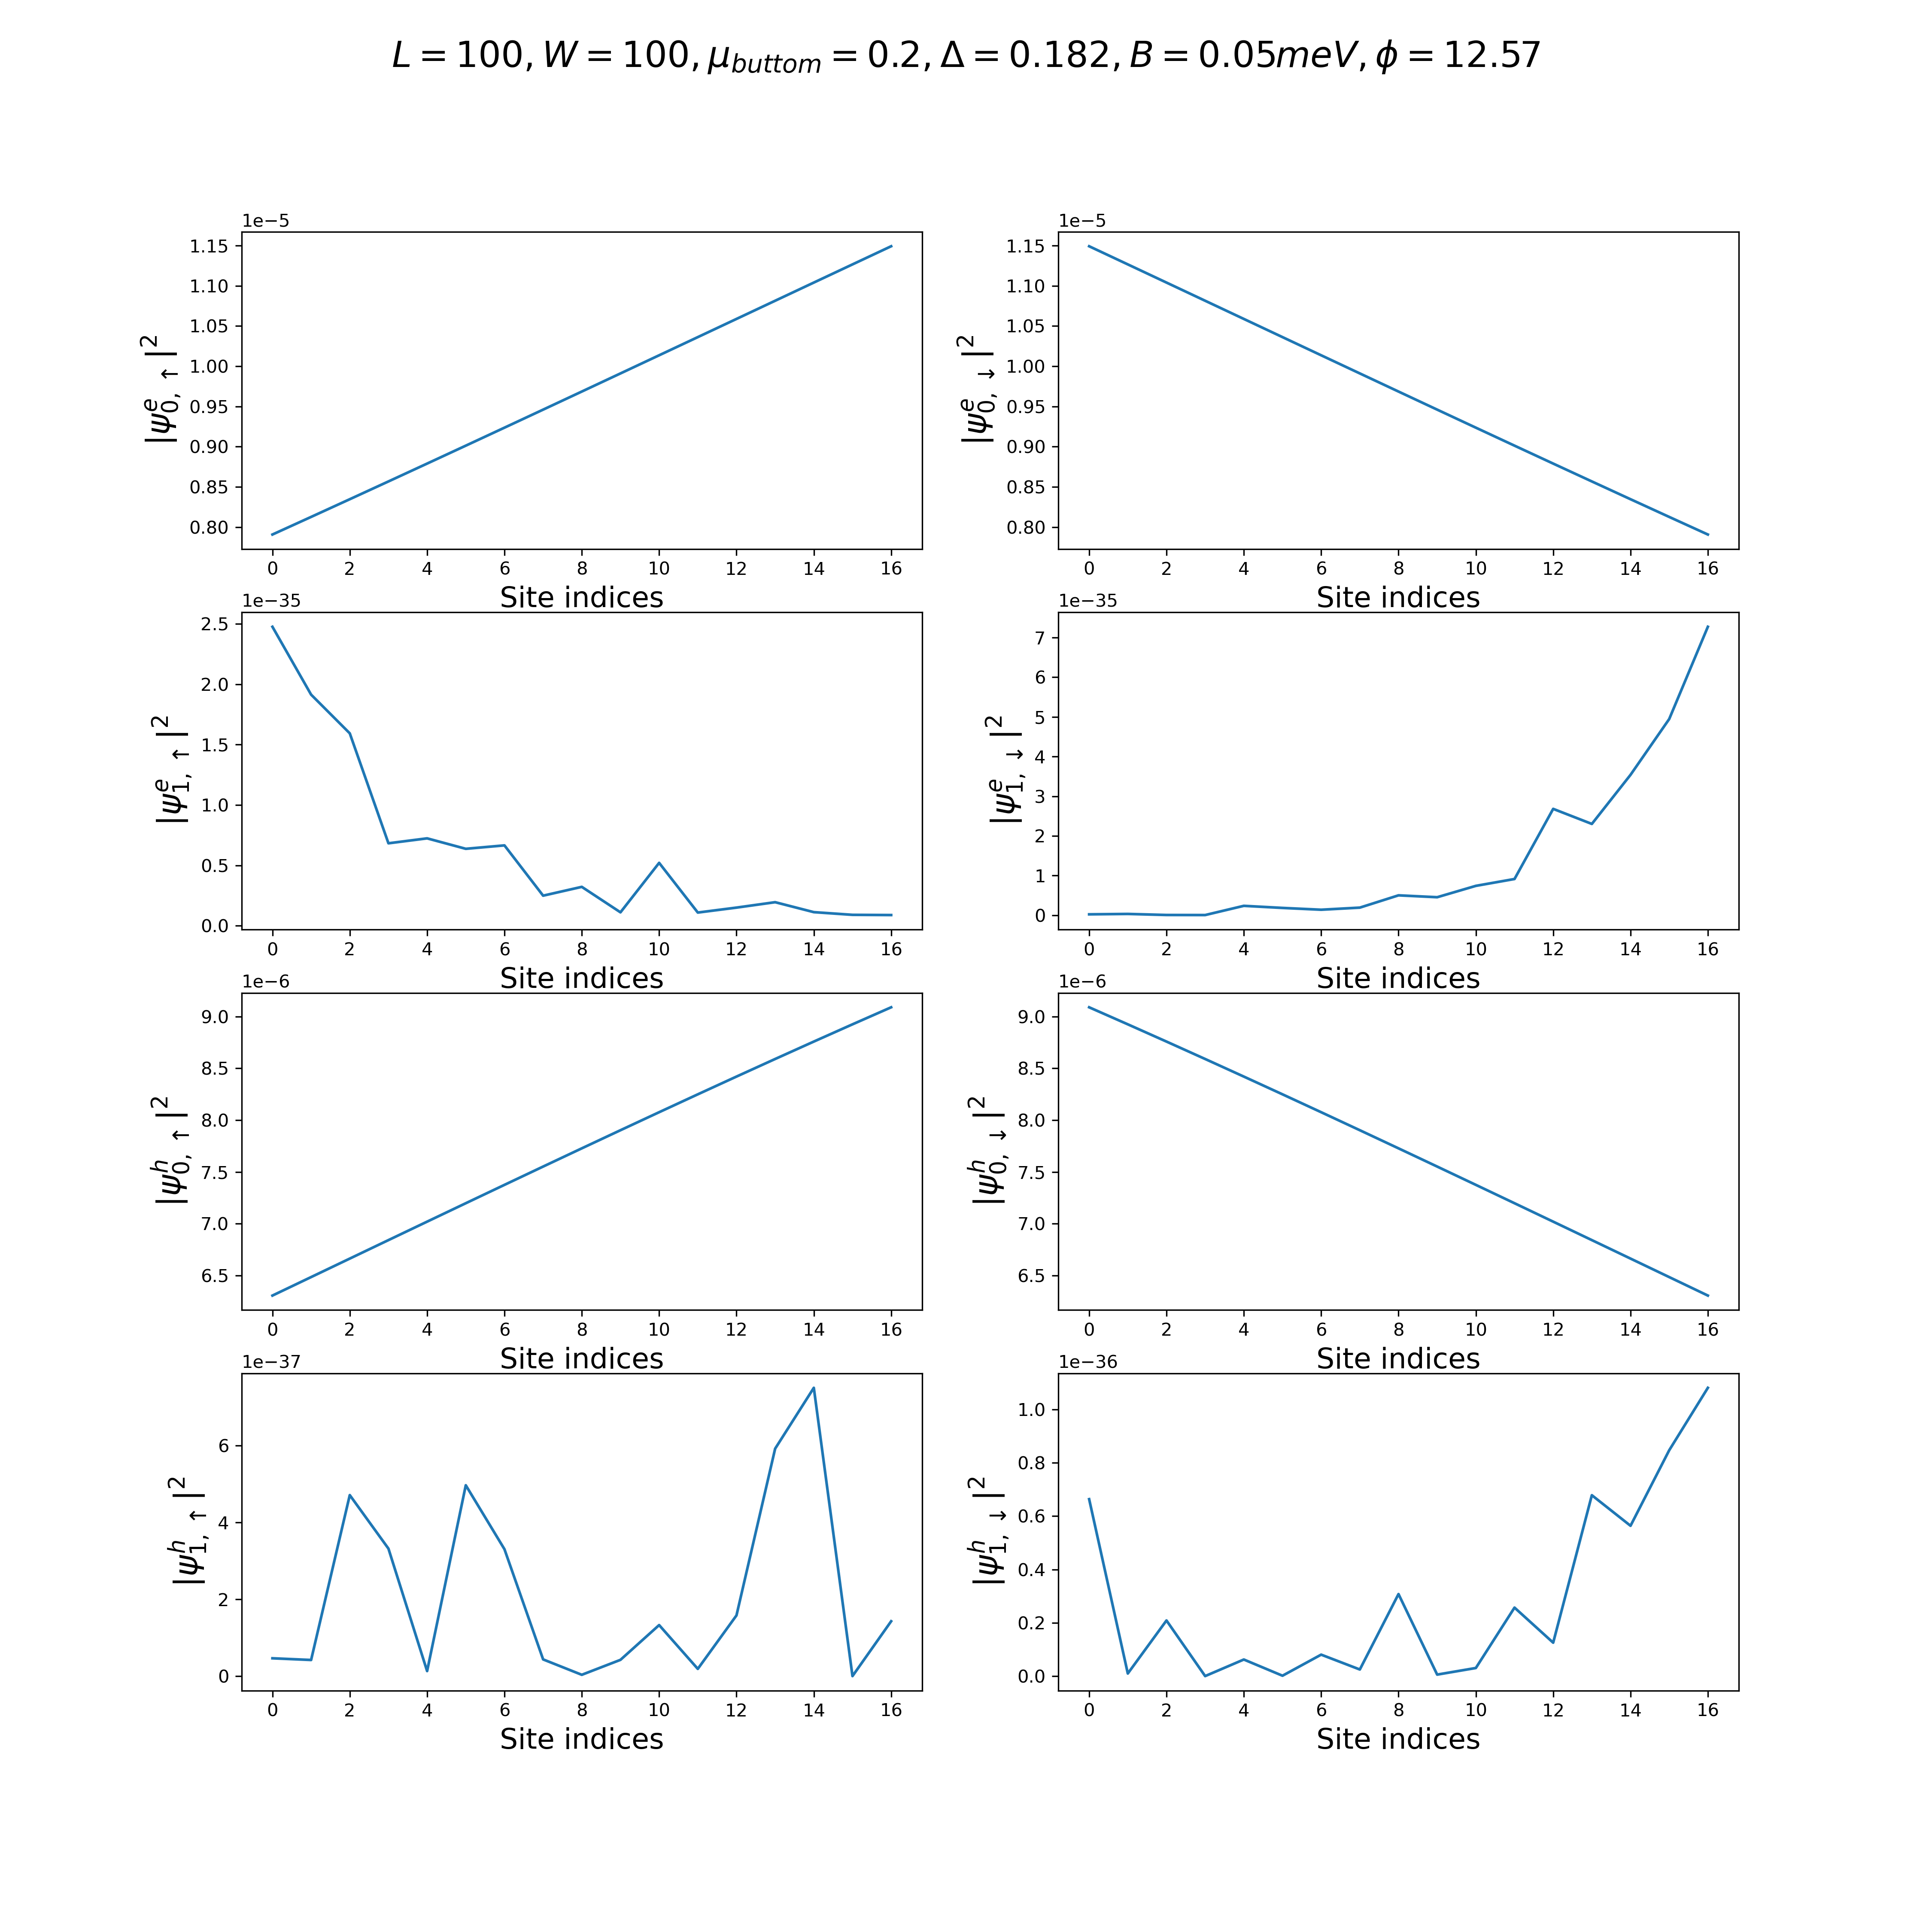 L = 100, W = 100, μ_buttom = 0.2, Δ = 0.182, B = 0.05meV, ϕ = 12.57
1e−5
1.15
1.10
1.05
1.00
0.95
0.90
0.85
0.80
|ψ^e_{0, ↑}|^2
0 2 4 6 8 10 12 14 16
Site indices
1e−5
1.15
1.10
1.05
1.00
0.95
0.90
0.85
0.80
|ψ^e_{0, ↓}|^2
0 2 4 6 8 10 12 14 16
Site indices
1e−35
2.5
2.0
1.5
1.0
0.5
0.0
|ψ^e_{1, ↑}|^2
0 2 4 6 8 10 12 14 16
Site indices
1e−35
7
6
5
4
3
2
1
0
|ψ^e_{1, ↓}|^2
0 2 4 6 8 10 12 14 16
Site indices
1e−6
9.0
8.5
8.0
7.5
7.0
6.5
|ψ^h_{0, ↑}|^2
0 2 4 6 8 10 12 14 16
Site indices
1e−6
9.0
8.5
8.0
7.5
7.0
6.5
|ψ^h_{0, ↓}|^2
0 2 4 6 8 10 12 14 16
Site indices
1e−37
6
4
2
0
|ψ^h_{1, ↑}|^2
0 2 4 6 8 10 12 14 16
Site indices
1e−36
1.0
0.8
0.6
0.4
0.2
0.0
|ψ^h_{1, ↓}|^2
0 2 4 6 8 10 12 14 16
Site indices